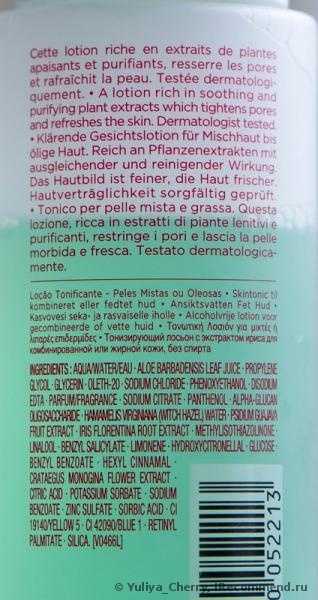 Cette lotion riche en extraits de plantes
apaisants et purifiants, resserre les pores
et rafraîchit la peau. Testée dermatologi-
quement. • A lotion rich in soothing and
purifying plant extracts which tightens pores
and refreshes the skin. Dermatologist tested.
• Klärende Gesichtslotion für Mischhaut bis
ölige Haut. Reich an Pflanzenextrakten mit
ausgleichender und reinigender Wirkung.
Das Hautbild ist feiner, die Haut frischer.
Hautverträglichkeit sorgfältig geprüft.
• Tonico per pelle mista e grassa. Questa
lozione, ricca in estratti di piante lenitivi e
purificanti, restringe i pori e lascia la pelle
morbida e fresca. Testato dermatologica-
mente.
Loção Tonificante - Peles Mistas ou Oleosas • Skintonic til
kombineret eller fedtet hud • Ansiktsvatten Fet Hud •
Kasvovesi seka- ja rasvaiselle iholle • Alcoholvrije lotion voor
gecombineerde of vette huid • Τονωτική λοσιόν για μικτές ή
λιπαρές επιδερμίδες • Тонизирующий лосьон с экстрактом ириса для
комбинированной или жирной кожи, без спирта
INGREDIENTS : AQUA/WATER/EAU • ALOE BARBADENSIS LEAF JUICE • PROPYLENE
GLYCOL • GLYCERIN • OLETH-20 • SODIUM CHLORIDE • PHENOXYETHANOL • DISODIUM
EDTA • PARFUM/FRAGRANCE • SODIUM CITRATE • PANTHENOL • ALPHA-GLUCAN
OLIGOSACCHARIDE • HAMAMELIS VIRGINIANA (WITCH HAZEL) WATER • PSIDIUM GUAJAVA
FRUIT EXTRACT • IRIS FLORENTINA ROOT EXTRACT • METHYLISOTHIAZOLINONE
LINALOOL • BENZYL SALICYLATE • LIMONENE • HYDROXYCITRONELLAL • GLUCOSE
BENZYL BENZOATE • HEXYL CINNAMAL •
CRATAEGUS MONOGINA FLOWER EXTRACT •
CITRIC ACID • POTASSIUM SORBATE • SODIUM
BENZOATE • ZINC SULFATE • SORBIC ACID • CI
19140/YELLOW 5 • CI 42090/BLUE 1 • RETINYL
PALMITATE • SILICA. [V0466L]
052213
© Yuliya_Cherry irecommend.ru